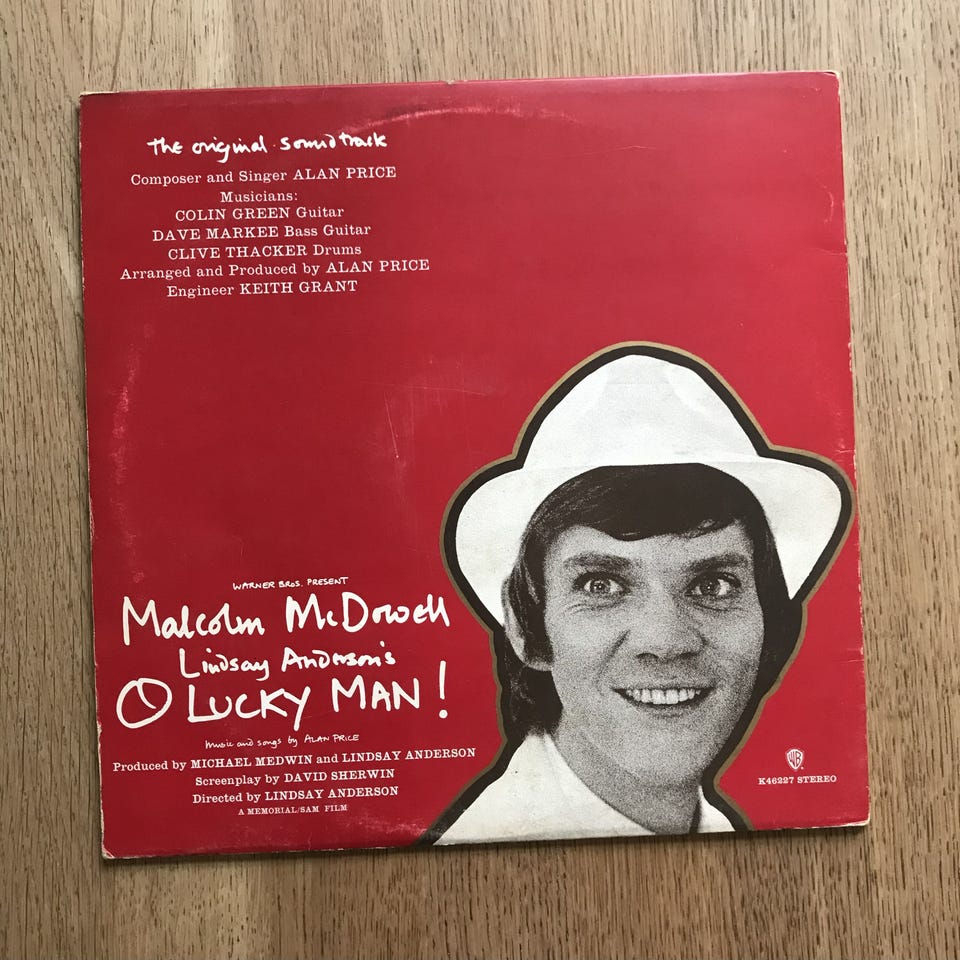 the original soundtrack
Composer and Singer ALAN PRICE
Musicians:
COLIN GREEN Guitar
DAVE MARKEE Bass Guitar
CLIVE THACKER Drums
Arranged and Produced by ALAN PRICE
Engineer KEITH GRANT
WARNER BROS. PRESENT
Malcolm McDowell
Lindsay Anderson's
O LUCKY MAN!
music and songs by ALAN PRICE
Produced by MICHAEL MEDWIN and LINDSAY ANDERSON
Screenplay by DAVID SHERWIN
Directed by LINDSAY ANDERSON
A MEMORIAL/SAM FILM
WB
K46227 STEREO